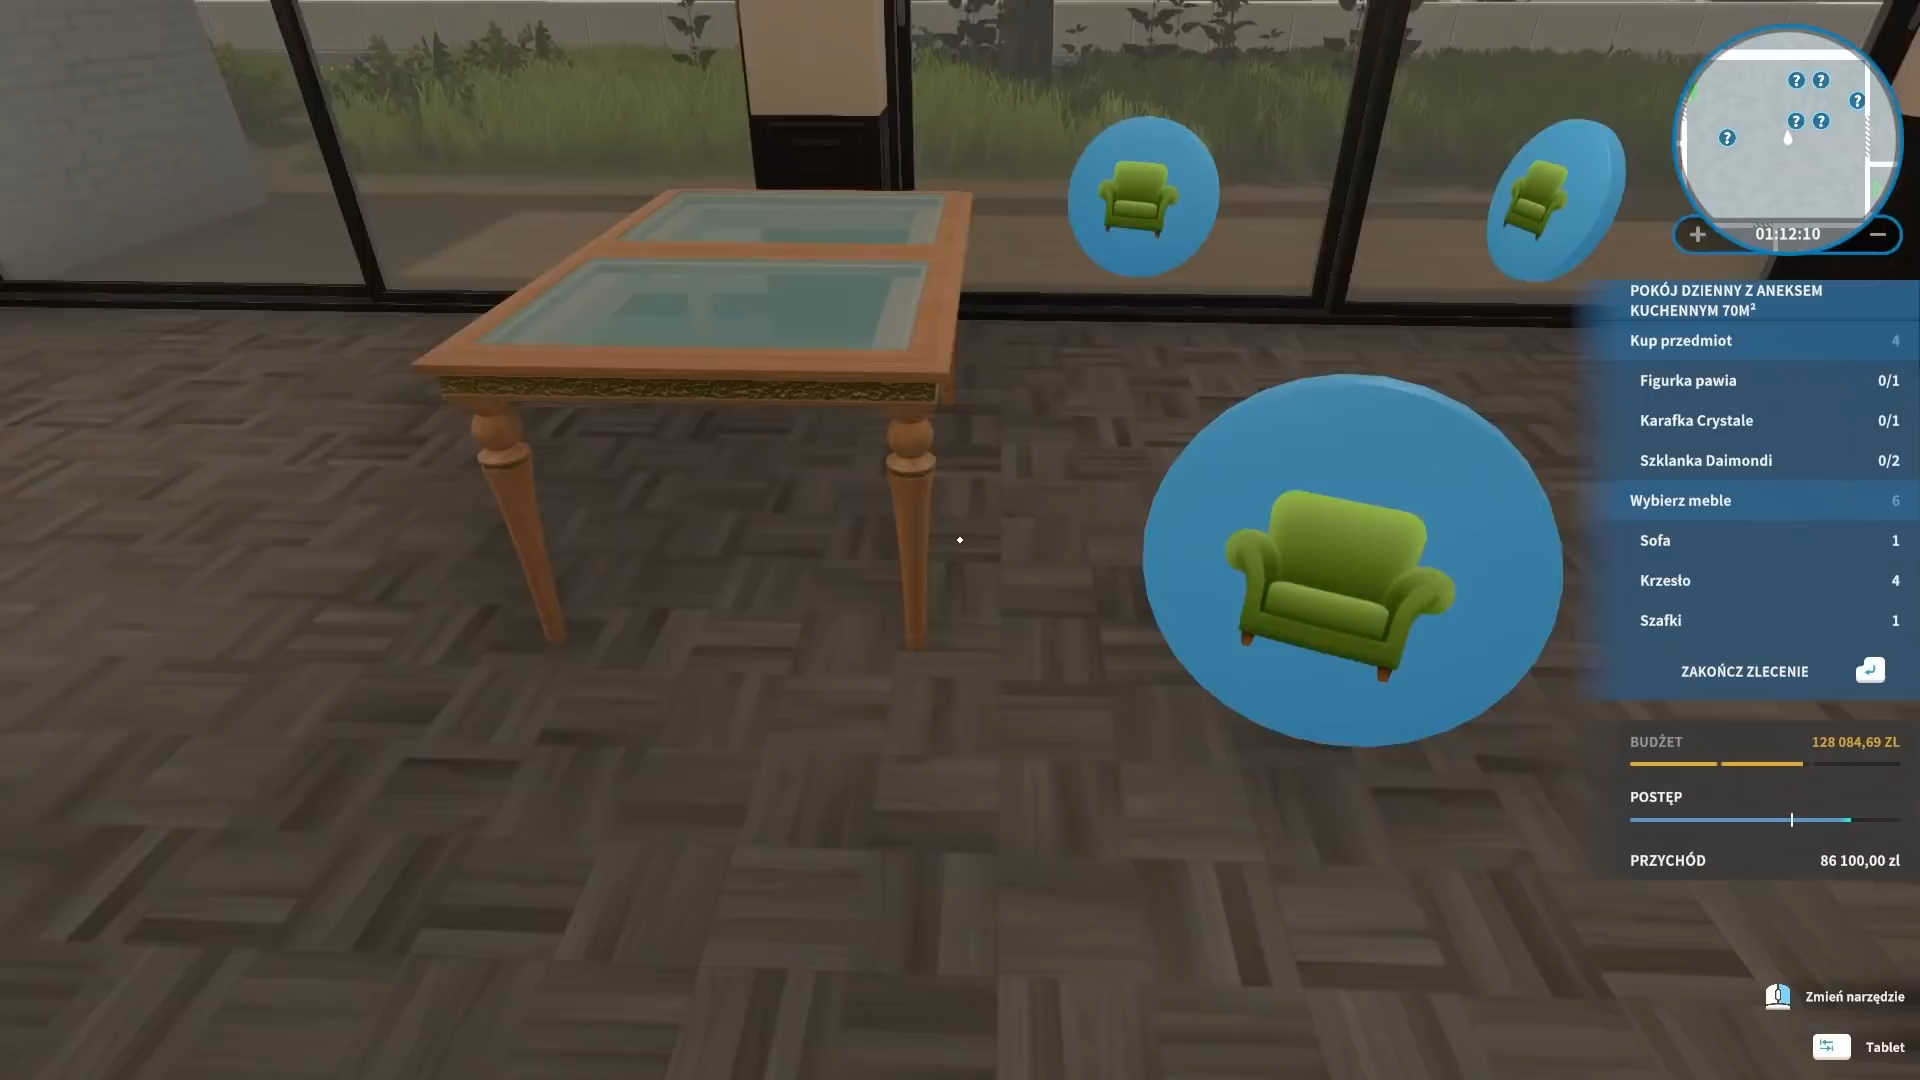 ? ?
?
? ?
?
+ 01:12:10 −
POKÓJ DZIENNY Z ANEKSEM
KUCHENNYM 70M²
Kup przedmiot 4
Figurka pawia 0/1
Karafka Crystale 0/1
Szklanka Daimondi 0/2
Wybierz meble 6
Sofa 1
Krzesło 4
Szafki 1
ZAKOŃCZ ZLECENIE
BUDŻET 128 084,69 ZL
POSTĘP
PRZYCHÓD 86 100,00 zl
Zmień narzędzie
Tablet